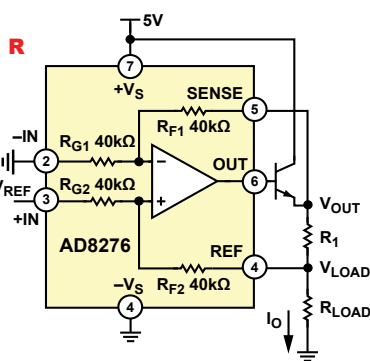 5V
R
7
+VS
SENSE
5
RF1 40kΩ
–IN
2
RG1 40kΩ
−
OUT
6
VREF
3
RG2 40kΩ
+
+IN
VOUT
R1
AD8276
REF
4
VLOAD
RF2 40kΩ
–VS
4
IO
RLOAD